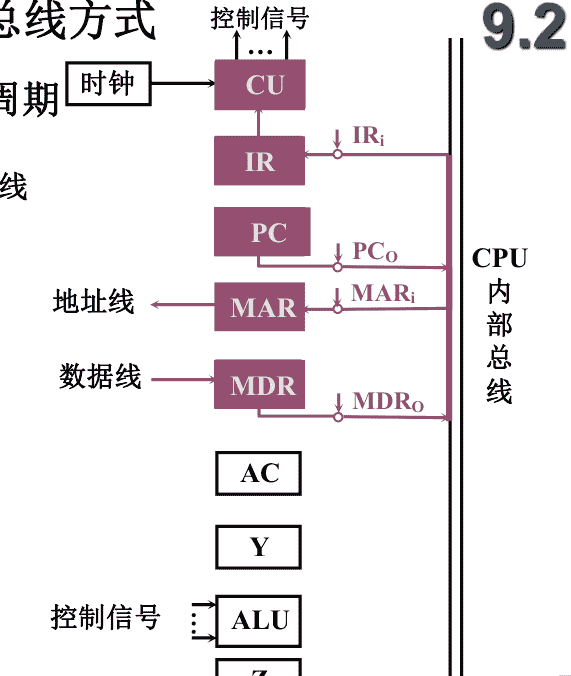 总线方式
控制信号
9.2
...
周期
时钟
CU
IR
IRi
线
PC
PCO
CPU
内
部
总
线
地址线
MAR
MARi
数据线
MDR
MDRO
AC
Y
控制信号
ALU
Z